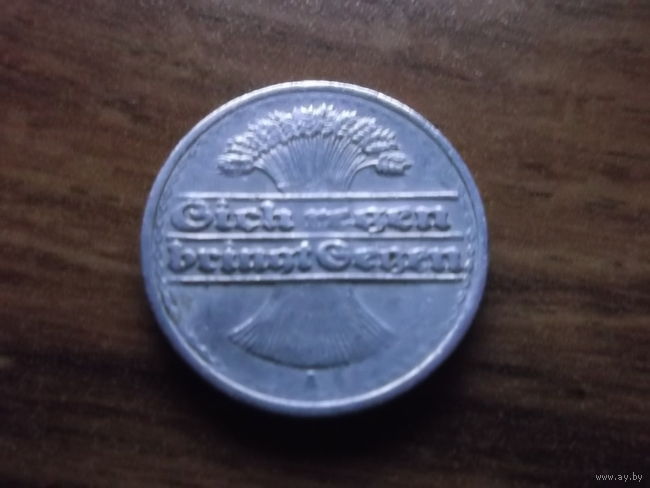 Sich regen
bringt Segen
A
www.ay.by